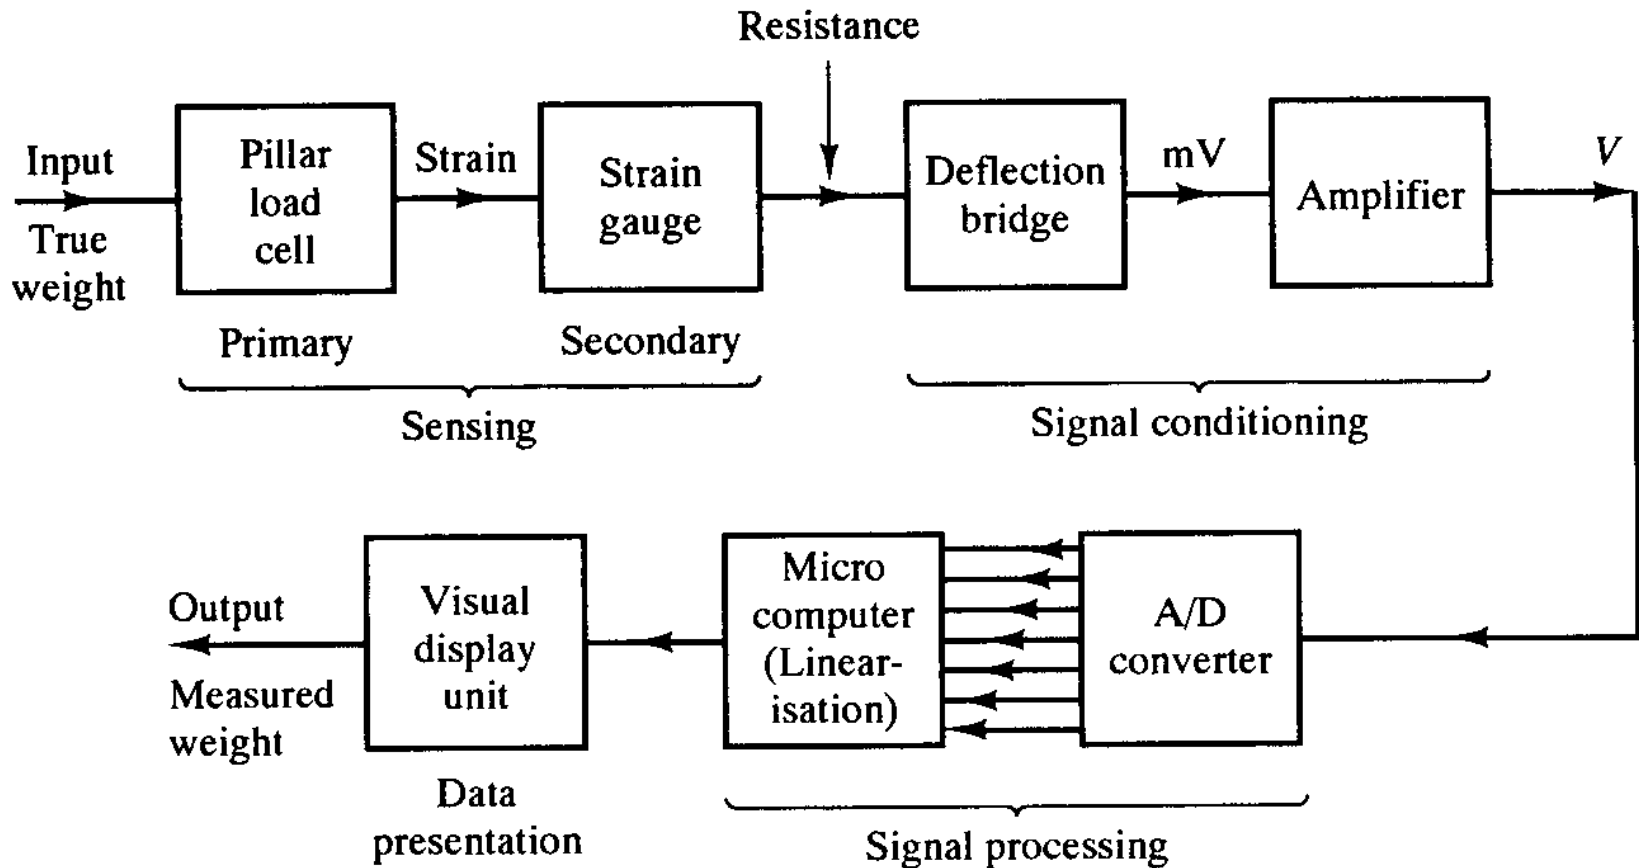 Resistance
Input
True
weight
Pillar
load
cell
Strain
Strain
gauge
Deflection
bridge
mV
Amplifier
V
Primary
Secondary
Sensing
Signal conditioning
Output
Measured
weight
Visual
display
unit
Micro
computer
(Linear-
isation)
A/D
converter
Data
presentation
Signal processing